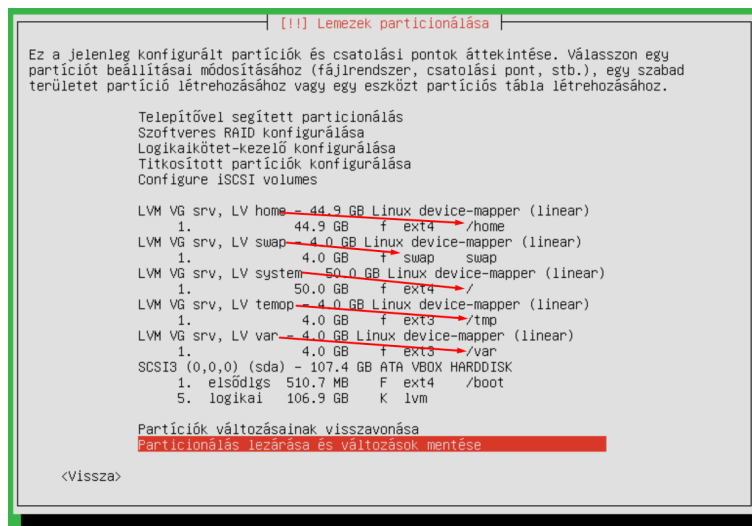 [!!] Lemezek particionálása
Ez a jelenleg konfigurált partíciók és csatolási pontok áttekintése. Válasszon egy
partíciót beállításai módosításához (fájlrendszer, csatolási pont, stb.), egy szabad
területet partíció létrehozásához vagy egy eszközt partíciós tábla létrehozásához.
Telepítővel segített particionálás
Szoftveres RAID konfigurálása
Logikaikötet-kezelő konfigurálása
Titkosított partíciók konfigurálása
Configure iSCSI volumes
LVM VG srv, LV home - 44.9 GB Linux device-mapper (linear)
1. 44.9 GB f ext4 /home
LVM VG srv, LV swap - 4.0 GB Linux device-mapper (linear)
1. 4.0 GB f swap swap
LVM VG srv, LV system - 50.0 GB Linux device-mapper (linear)
1. 50.0 GB f ext4 /
LVM VG srv, LV temop - 4.0 GB Linux device-mapper (linear)
1. 4.0 GB f ext3 /tmp
LVM VG srv, LV var - 4.0 GB Linux device-mapper (linear)
1. 4.0 GB f ext3 /var
SCSI3 (0,0,0) (sda) - 107.4 GB ATA VBOX HARDDISK
1. elsődlgs 510.7 MB F ext4 /boot
5. logikai 106.9 GB K lvm
Partíciók változásainak visszavonása
Particionálás lezárása és változások mentése
<Vissza>